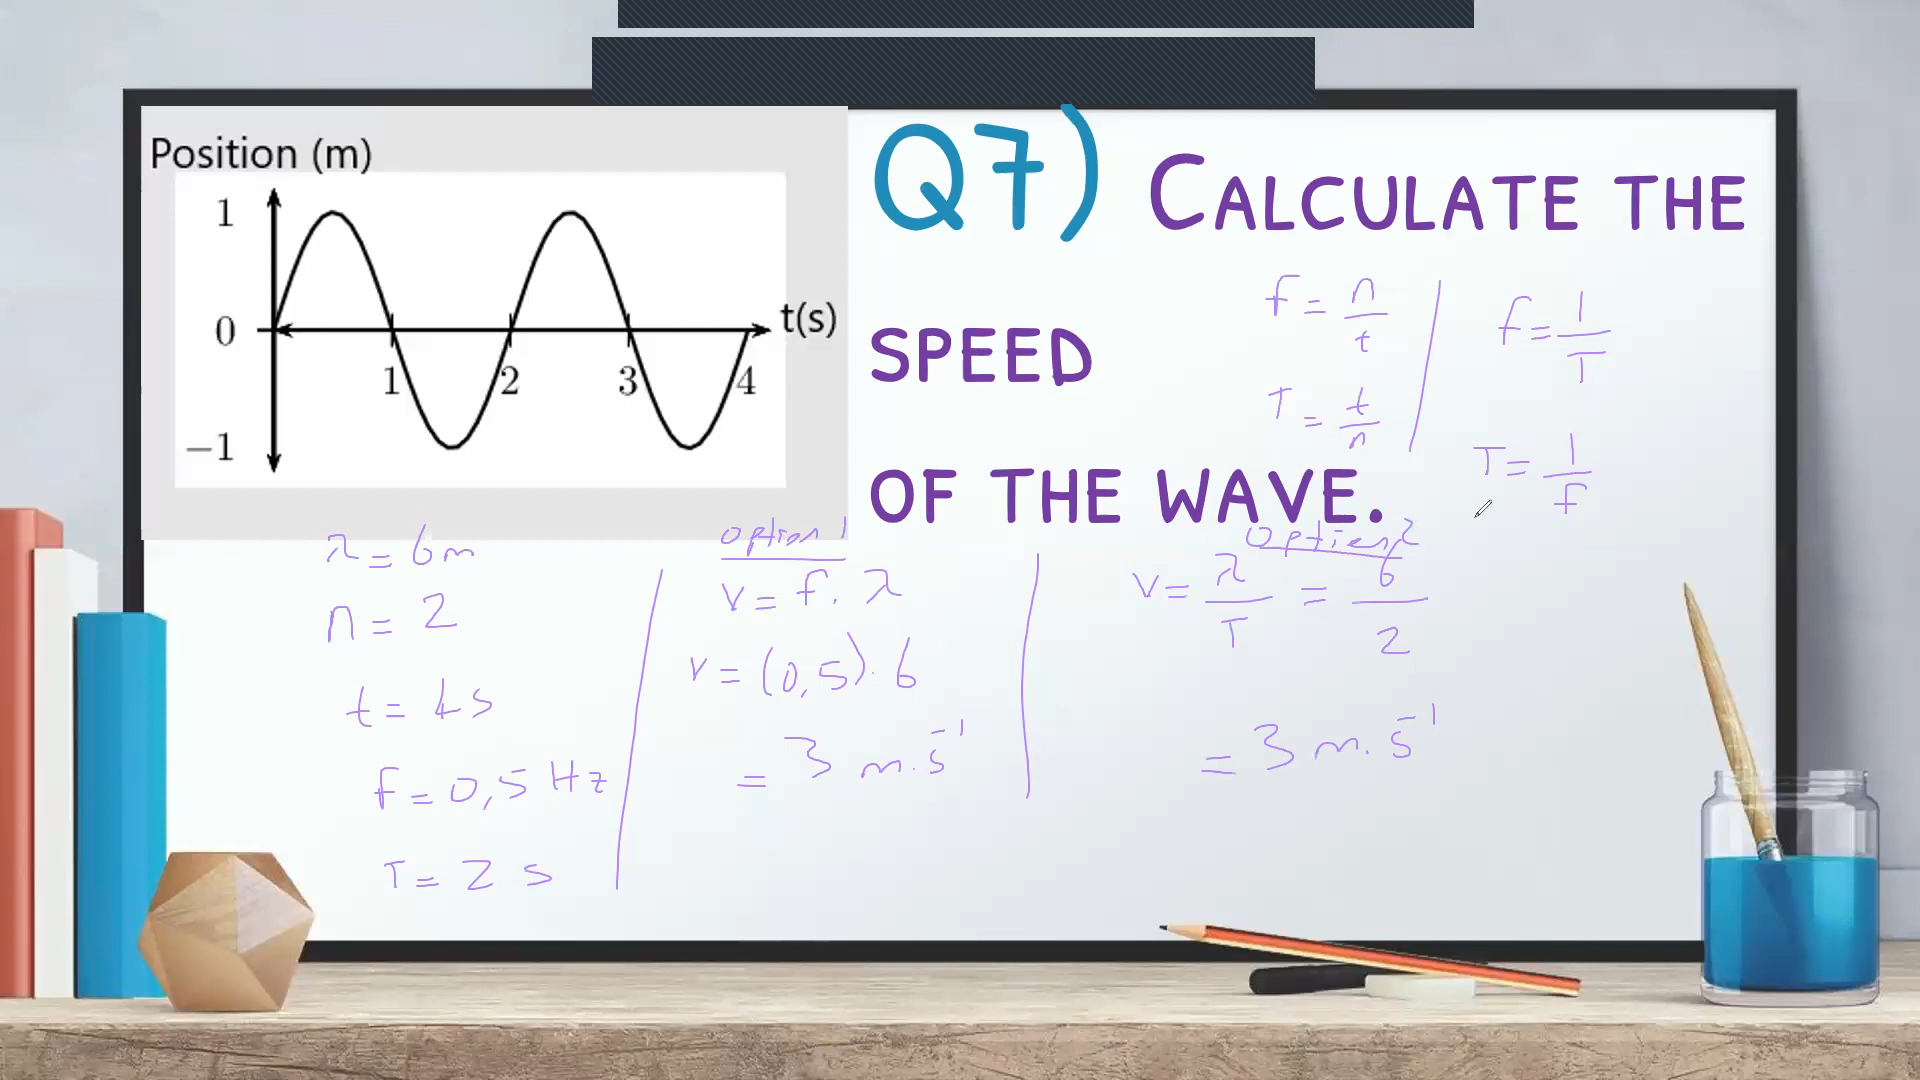 Position (m)
1
0
−1
1 2 3 4
t(s)
Q7) CALCULATE THE
SPEED
OF THE WAVE.
f = n/t
T = t/n
f = 1/T
T = 1/f
λ = 6m
n = 2
t = 4s
f = 0,5 Hz
T = 2 s
option 1
v = f . λ
v = (0,5) . 6
= 3 m.s⁻¹
option 2
v = λ/T = 6/2
= 3 m.s⁻¹